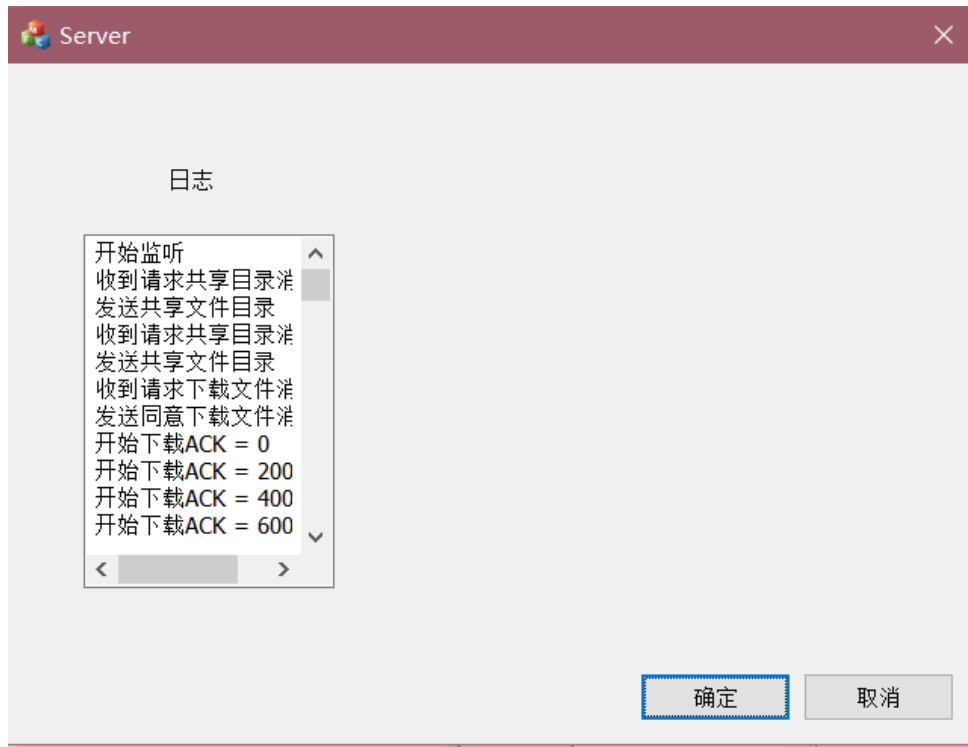 Server
日志
开始监听
收到请求共享目录
发送共享文件目录
收到请求共享目录
发送共享文件目录
收到请求下载文件
发送同意下载文件
开始下载ACK = 0
开始下载ACK = 200
开始下载ACK = 400
开始下载ACK = 600
确定
取消